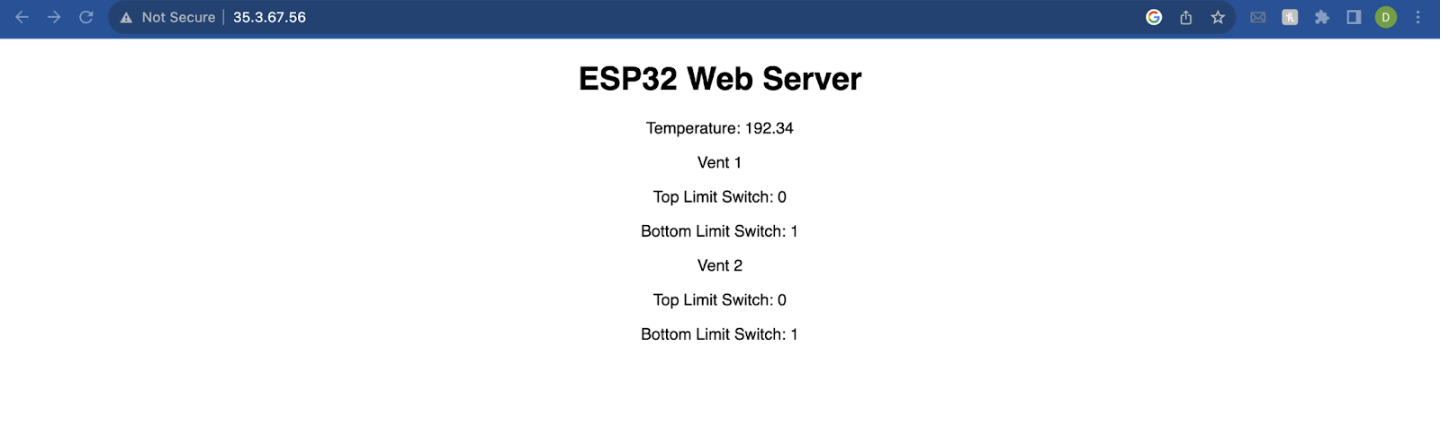 Not Secure | 35.3.67.56
D
ESP32 Web Server
Temperature: 192.34
Vent 1
Top Limit Switch: 0
Bottom Limit Switch: 1
Vent 2
Top Limit Switch: 0
Bottom Limit Switch: 1